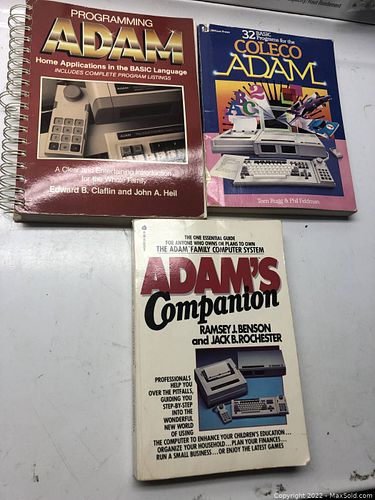 PROGRAMMING
ADAM
Home Applications in the BASIC Language
INCLUDES COMPLETE PROGRAM LISTINGS
A Clear and Entertaining Introduction
for the Whole Family
Edward B. Claflin and John A. Heil
32 BASIC
Programs for the
COLECO
ADAM
Tom Rugg & Phil Feldman
THE ONE ESSENTIAL GUIDE
FOR ANYONE WHO OWNS OR PLANS TO OWN
THE ADAM FAMILY COMPUTER SYSTEM
ADAM'S
Companion
RAMSEY J. BENSON
and JACK B. ROCHESTER
PROFESSIONALS
HELP YOU
OVER THE PITFALLS,
GUIDING YOU
STEP-BY-STEP
INTO THE
WONDERFUL
NEW WORLD
OF USING
THE COMPUTER TO ENHANCE YOUR CHILDREN'S EDUCATION...
ORGANIZE YOUR HOUSEHOLD... PLAN YOUR FINANCES...
RUN A SMALL BUSINESS... OR ENJOY THE LATEST GAMES
Copyright 2022 - MaxSold.com